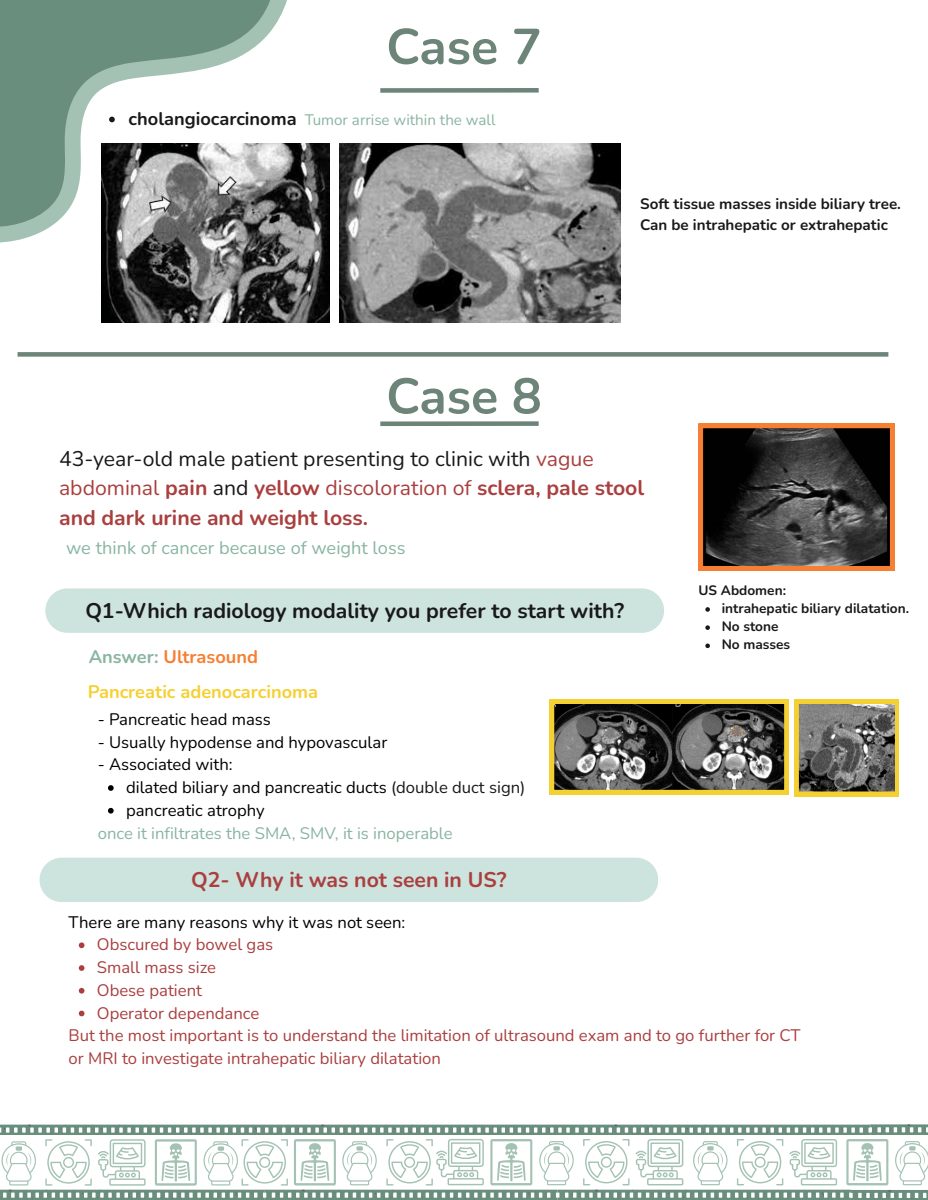 Case 7
• cholangiocarcinoma Tumor arrise within the wall
Soft tissue masses inside biliary tree.
Can be intrahepatic or extrahepatic
Case 8
43-year-old male patient presenting to clinic with vague
abdominal pain and yellow discoloration of sclera, pale stool
and dark urine and weight loss.
we think of cancer because of weight loss
US Abdomen:
• intrahepatic biliary dilatation.
• No stone
• No masses
Q1-Which radiology modality you prefer to start with?
Answer: Ultrasound
Pancreatic adenocarcinoma
- Pancreatic head mass
- Usually hypodense and hypovascular
- Associated with:
• dilated biliary and pancreatic ducts (double duct sign)
• pancreatic atrophy
once it infiltrates the SMA, SMV, it is inoperable
Q2- Why it was not seen in US?
There are many reasons why it was not seen:
• Obscured by bowel gas
• Small mass size
• Obese patient
• Operator dependance
But the most important is to understand the limitation of ultrasound exam and to go further for CT
or MRI to investigate intrahepatic biliary dilatation